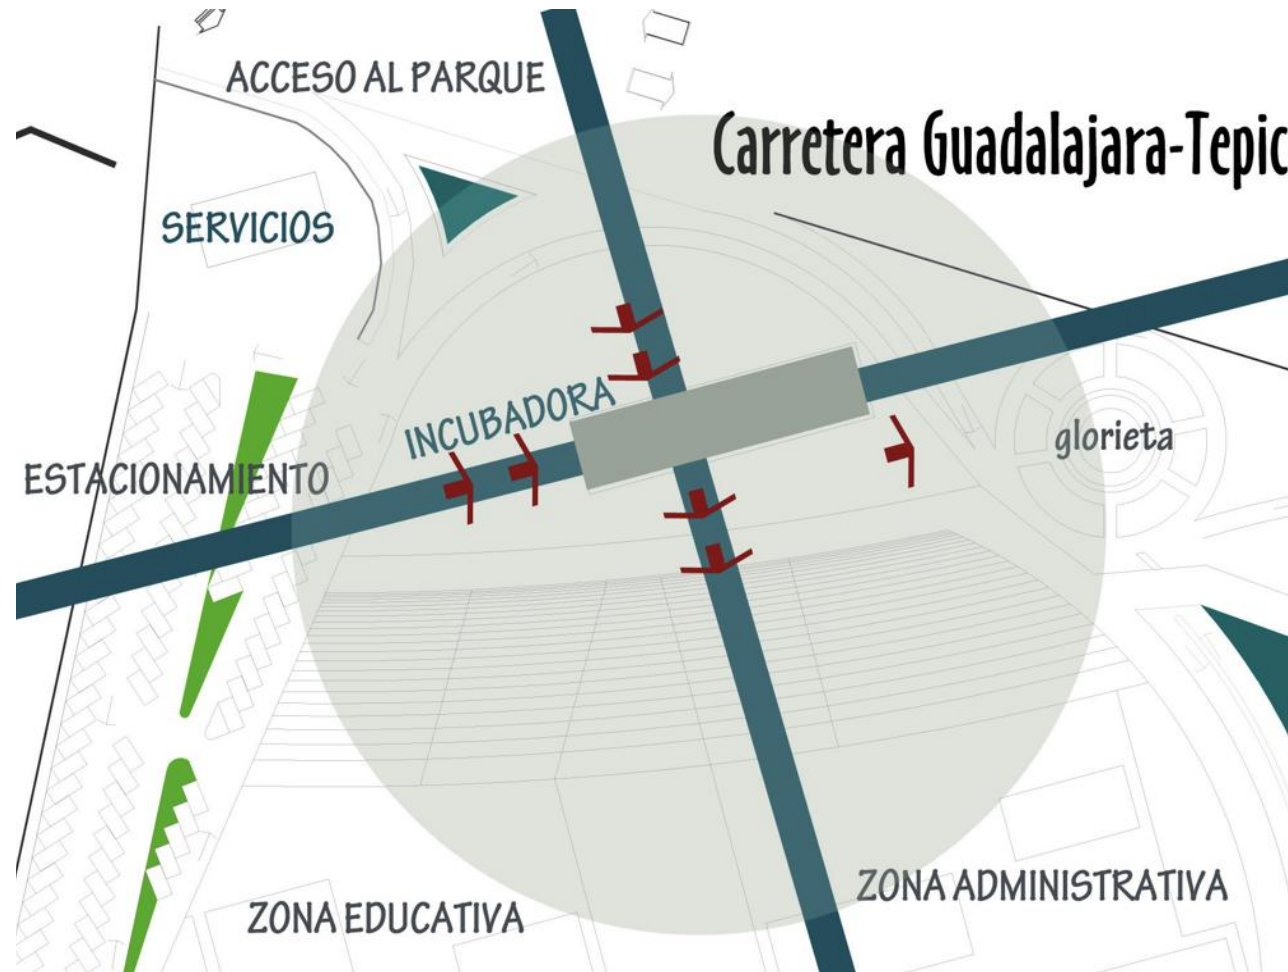 ACCESO AL PARQUE
Carretera Guadalajara-Tepic
SERVICIOS
INCUBADORA
glorieta
ESTACIONAMIENTO
ZONA ADMINISTRATIVA
ZONA EDUCATIVA